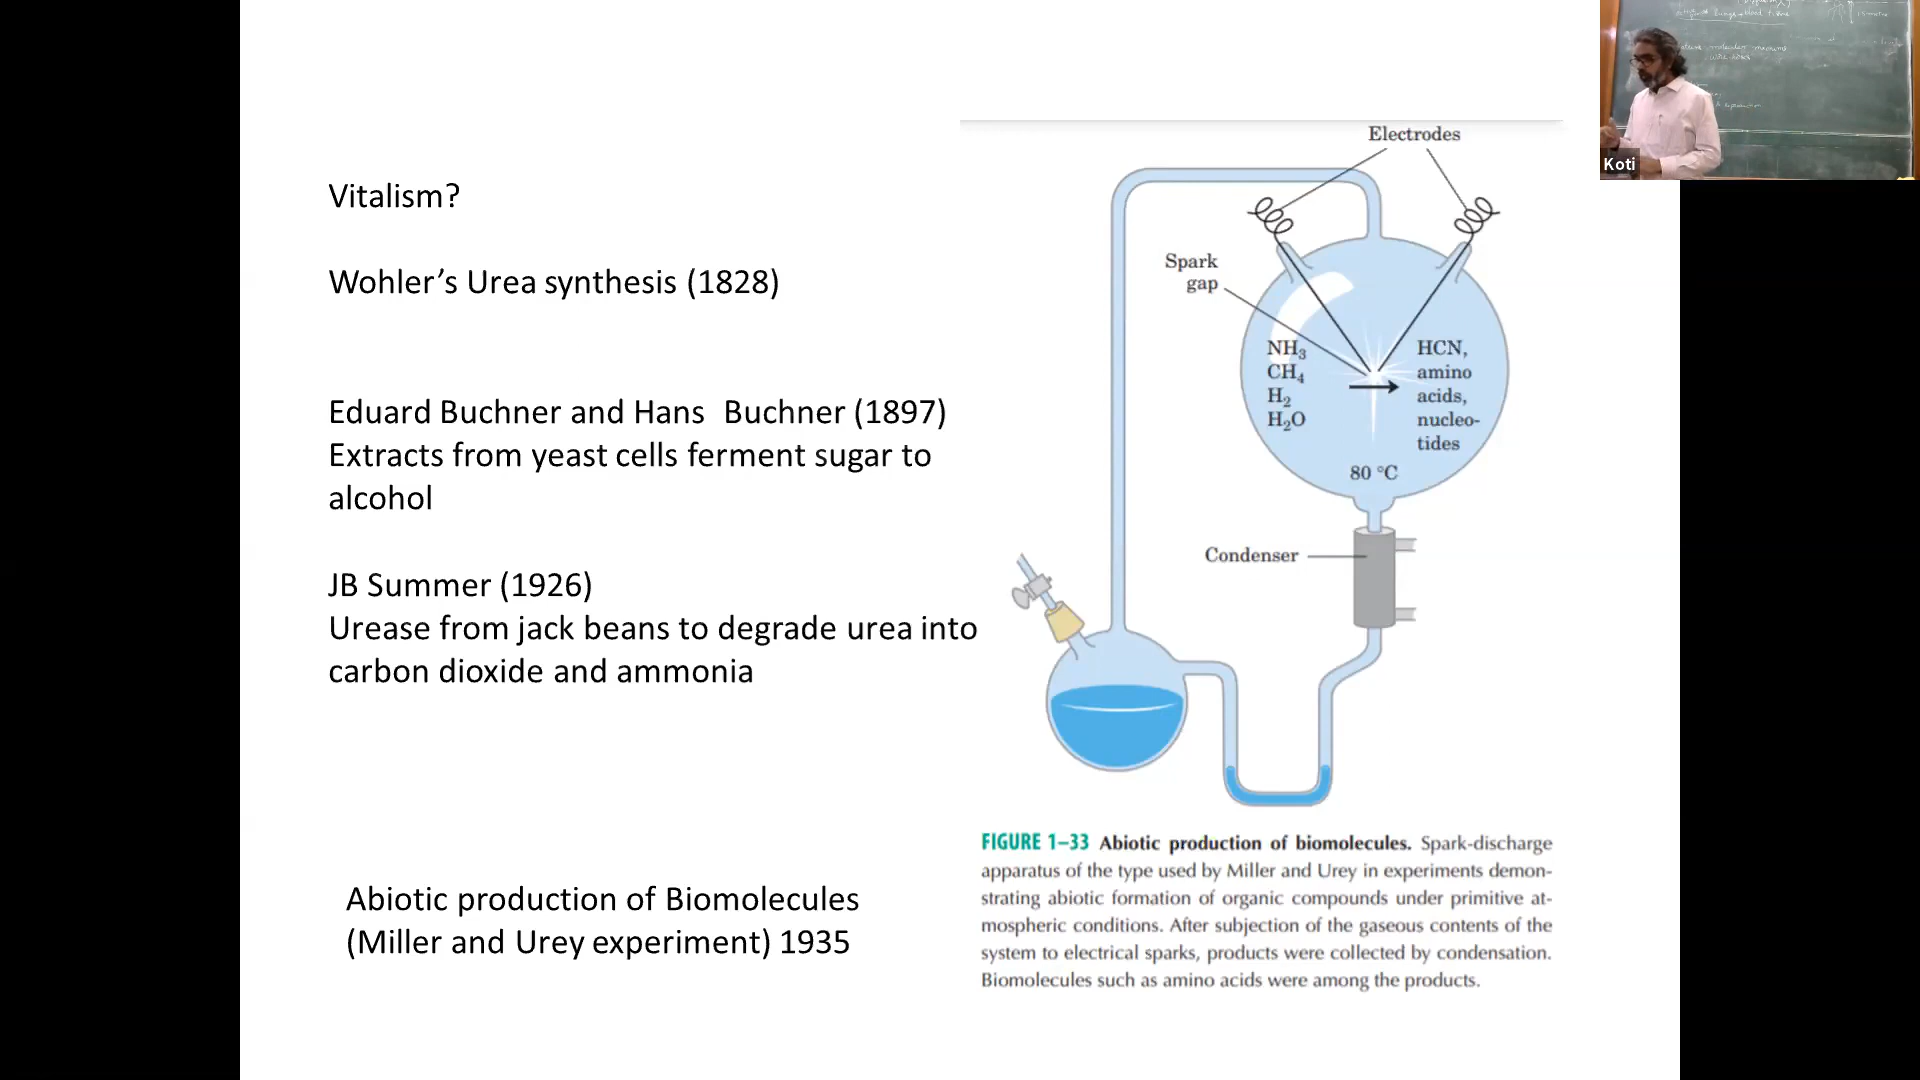 Vitalism?
Wohler’s Urea synthesis (1828)
Eduard Buchner and Hans Buchner (1897)
Extracts from yeast cells ferment sugar to
alcohol
JB Summer (1926)
Urease from jack beans to degrade urea into
carbon dioxide and ammonia
Abiotic production of Biomolecules
(Miller and Urey experiment) 1935
Electrodes
Spark
gap
NH₃
CH₄
H₂
H₂O
HCN,
amino
acids,
nucleo-
tides
80 °C
Condenser
FIGURE 1–33 Abiotic production of biomolecules. Spark-discharge
apparatus of the type used by Miller and Urey in experiments demon-
strating abiotic formation of organic compounds under primitive at-
mospheric conditions. After subjection of the gaseous contents of the
system to electrical sparks, products were collected by condensation.
Biomolecules such as amino acids were among the products.
Koti